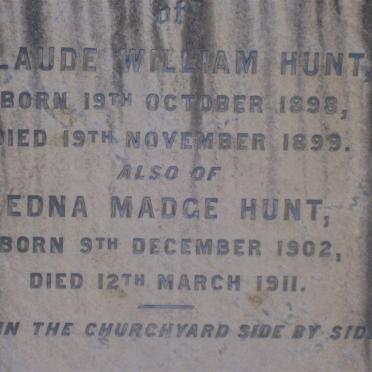 of
LAUDE WILLIAM HUNT,
BORN 19TH OCTOBER 1898,
DIED 19TH NOVEMBER 1899.
ALSO OF
EDNA MADGE HUNT,
BORN 9TH DECEMBER 1902,
DIED 12TH MARCH 1911.
IN THE CHURCHYARD SIDE BY SID